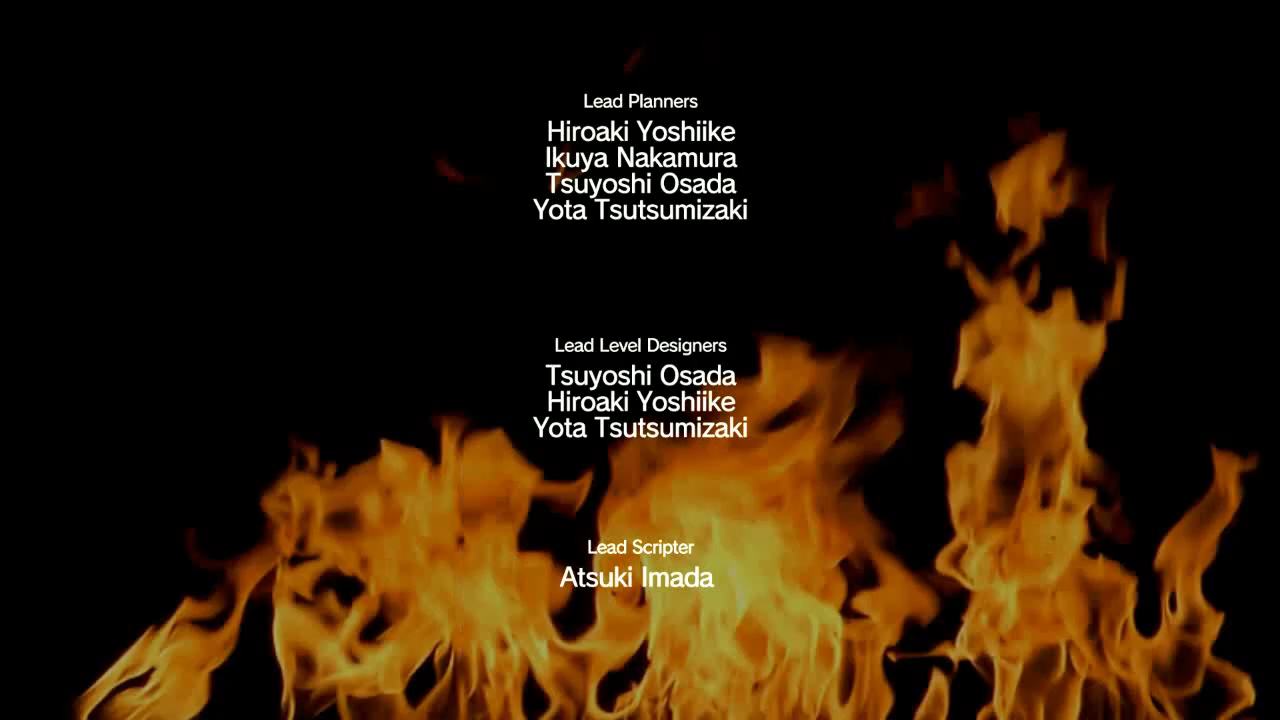 Lead Planners
Hiroaki Yoshiike
Ikuya Nakamura
Tsuyoshi Osada
Yota Tsutsumizaki
Lead Level Designers
Tsuyoshi Osada
Hiroaki Yoshiike
Yota Tsutsumizaki
Lead Scripter
Atsuki Imada